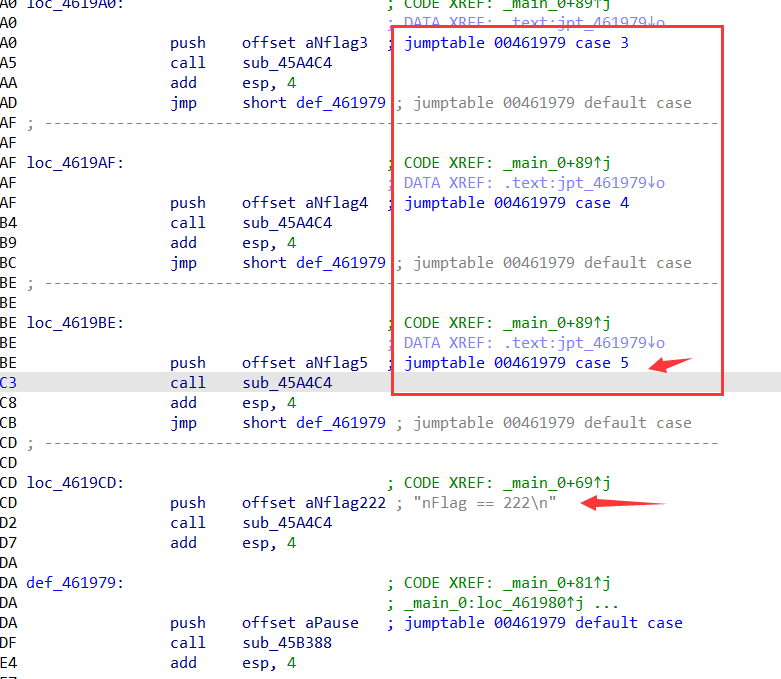 A0 loc_4619A0: ; CODE XREF: _main_0+89↑j
A0 ; DATA XREF: .text:jpt_461979↓o
A0 push offset aNflag3 ; jumptable 00461979 case 3
A5 call sub_45A4C4
AA add esp, 4
AD jmp short def_461979 ; jumptable 00461979 default case
AF ; ---------------------------------------------------------------------------
AF
AF loc_4619AF: ; CODE XREF: _main_0+89↑j
AF ; DATA XREF: .text:jpt_461979↓o
AF push offset aNflag4 ; jumptable 00461979 case 4
B4 call sub_45A4C4
B9 add esp, 4
BC jmp short def_461979 ; jumptable 00461979 default case
BE ; ---------------------------------------------------------------------------
BE
BE loc_4619BE: ; CODE XREF: _main_0+89↑j
BE ; DATA XREF: .text:jpt_461979↓o
BE push offset aNflag5 ; jumptable 00461979 case 5
C3 call sub_45A4C4
C8 add esp, 4
CB jmp short def_461979 ; jumptable 00461979 default case
CD ; ---------------------------------------------------------------------------
CD
CD loc_4619CD: ; CODE XREF: _main_0+69↑j
CD push offset aNflag222 ; "nFlag == 222\n"
D2 call sub_45A4C4
D7 add esp, 4
DA
DA def_461979: ; CODE XREF: _main_0+81↑j
DA ; _main_0:loc_461980↑j ...
DA push offset aPause ; jumptable 00461979 default case
DF call sub_45B388
E4 add esp, 4